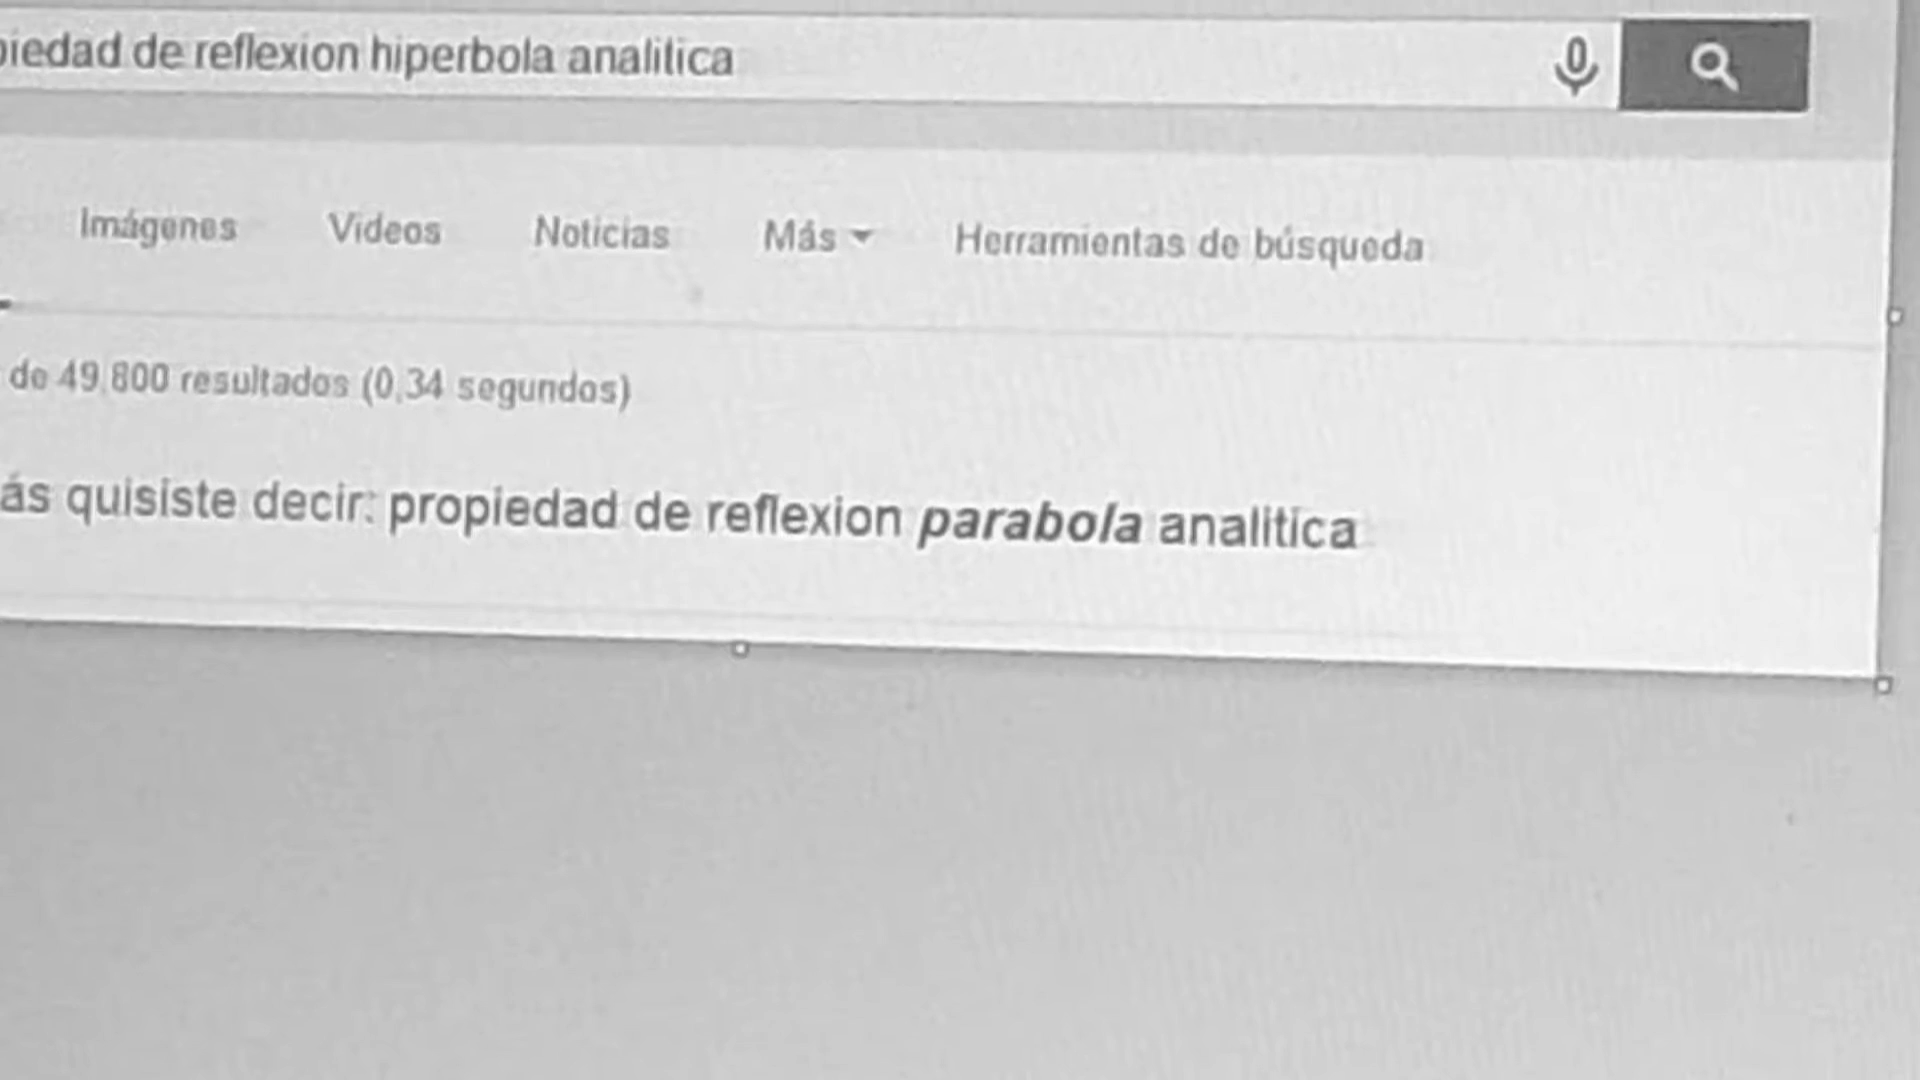 piedad de reflexion hiperbola analitica
Imágenes Videos Noticias Más Herramientas de búsqueda
de 49.800 resultados (0,34 segundos)
ás quisiste decir: propiedad de reflexion parabola analitica